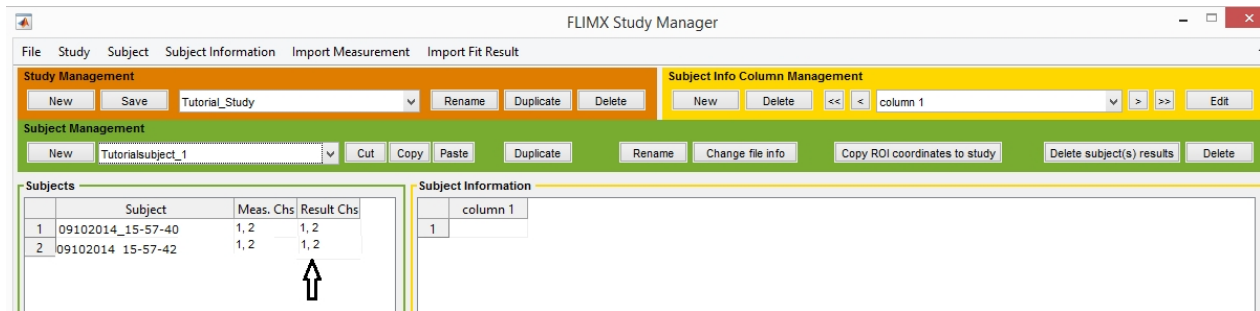 FLIMX Study Manager
File Study Subject Subject Information Import Measurement Import Fit Result
Study Management
New Save Tutorial_Study Rename Duplicate Delete
Subject Info Column Management
New Delete << < column 1 > >> Edit
Subject Management
New Tutorialsubject_1 Cut Copy Paste Duplicate Rename Change file info Copy ROI coordinates to study Delete subject(s) results Delete
Subjects
Subject Meas. Chs Result Chs
1 09102014_15-57-40 1, 2 1, 2
2 09102014 15-57-42 1, 2 1, 2
Subject Information
column 1
1